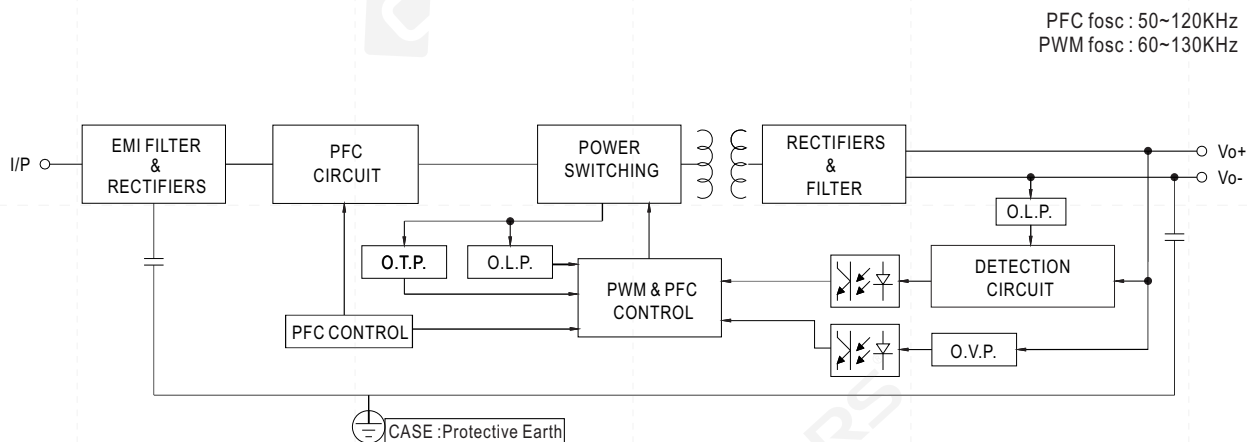 PFC fosc : 50~120KHz
PWM fosc : 60~130KHz
I/P
EMI FILTER
&
RECTIFIERS
PFC
CIRCUIT
POWER
SWITCHING
RECTIFIERS
&
FILTER
Vo+
Vo-
O.L.P.
O.T.P.
O.L.P.
PWM & PFC
CONTROL
DETECTION
CIRCUIT
PFC CONTROL
O.V.P.
CASE :Protective Earth